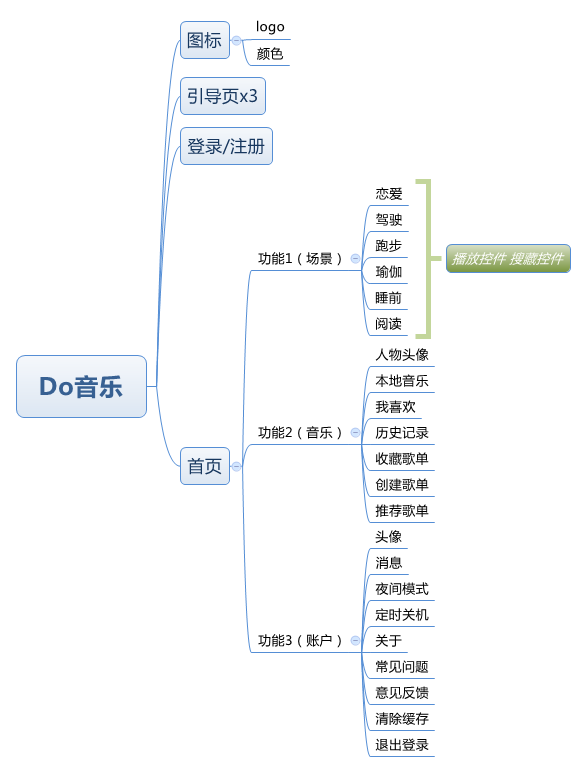 Do音乐
图标
logo
颜色
引导页x3
登录/注册
首页
功能1（场景）
恋爱
驾驶
跑步
瑜伽
睡前
阅读
播放控件 搜藏控件
功能2（音乐）
人物头像
本地音乐
我喜欢
历史记录
收藏歌单
创建歌单
推荐歌单
功能3（账户）
头像
消息
夜间模式
定时关机
关于
常见问题
意见反馈
清除缓存
退出登录